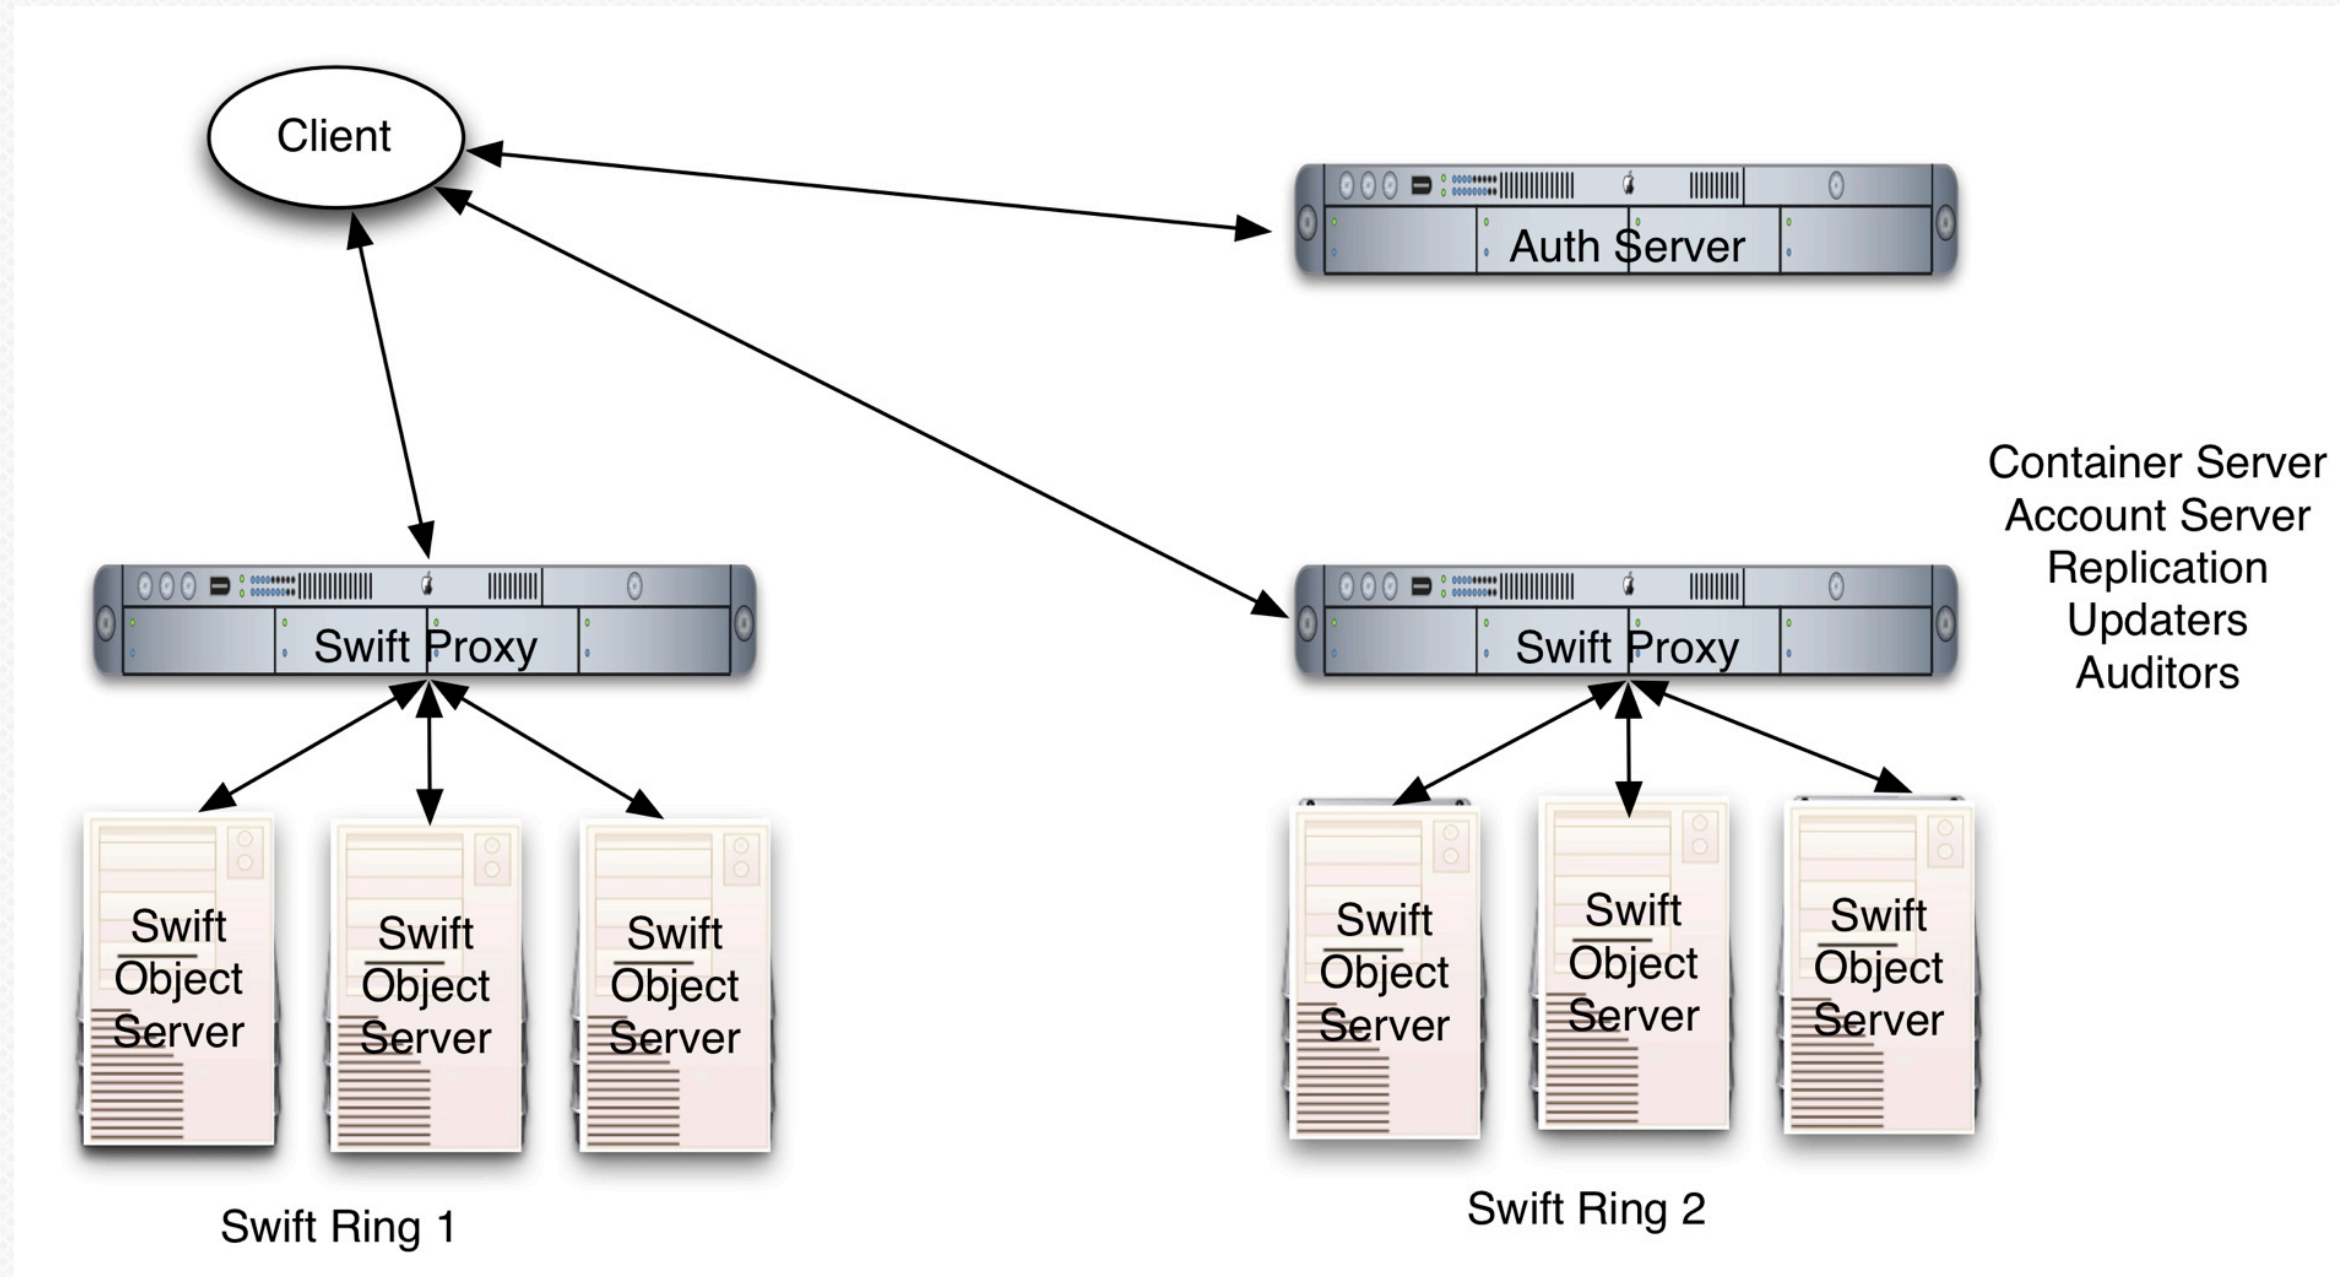 Client
Auth Server
Container Server
Account Server
Replication
Updaters
Auditors
Swift Proxy
Swift Proxy
Swift
Object
Server
Swift
Object
Server
Swift
Object
Server
Swift
Object
Server
Swift
Object
Server
Swift
Object
Server
Swift Ring 1
Swift Ring 2